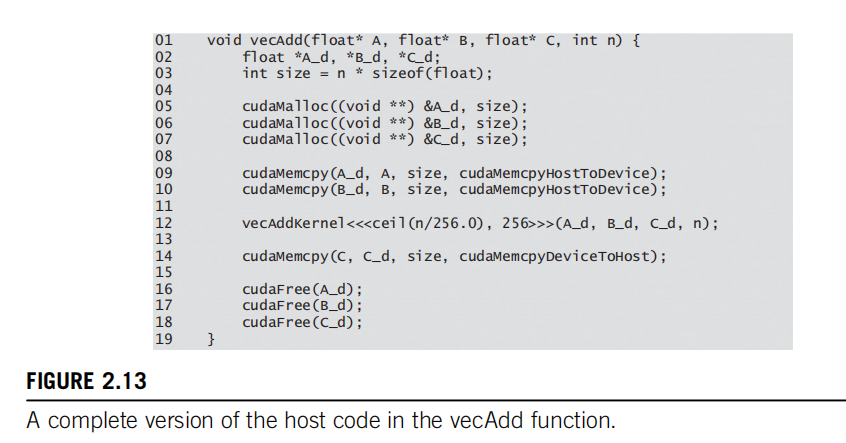 01 void vecAdd(float* A, float* B, float* C, int n) {
02 float *A_d, *B_d, *C_d;
03 int size = n * sizeof(float);
04
05 cudaMalloc((void **) &A_d, size);
06 cudaMalloc((void **) &B_d, size);
07 cudaMalloc((void **) &C_d, size);
08
09 cudaMemcpy(A_d, A, size, cudaMemcpyHostToDevice);
10 cudaMemcpy(B_d, B, size, cudaMemcpyHostToDevice);
11
12 vecAddKernel<<<ceil(n/256.0), 256>>>(A_d, B_d, C_d, n);
13
14 cudaMemcpy(C, C_d, size, cudaMemcpyDeviceToHost);
15
16 cudaFree(A_d);
17 cudaFree(B_d);
18 cudaFree(C_d);
19 }
FIGURE 2.13
A complete version of the host code in the vecAdd function.